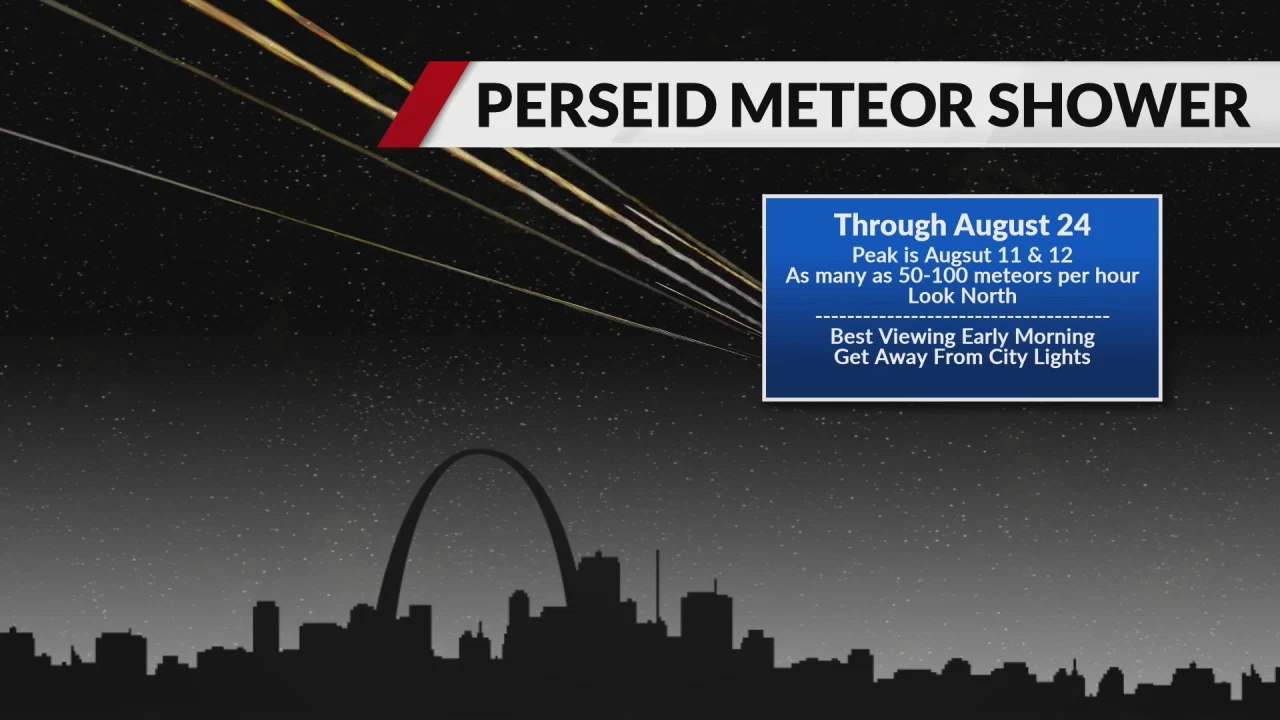 PERSEID METEOR SHOWER
Through August 24
Peak is Augsut 11 & 12
As many as 50-100 meteors per hour
Look North
------------------------------------
Best Viewing Early Morning
Get Away From City Lights